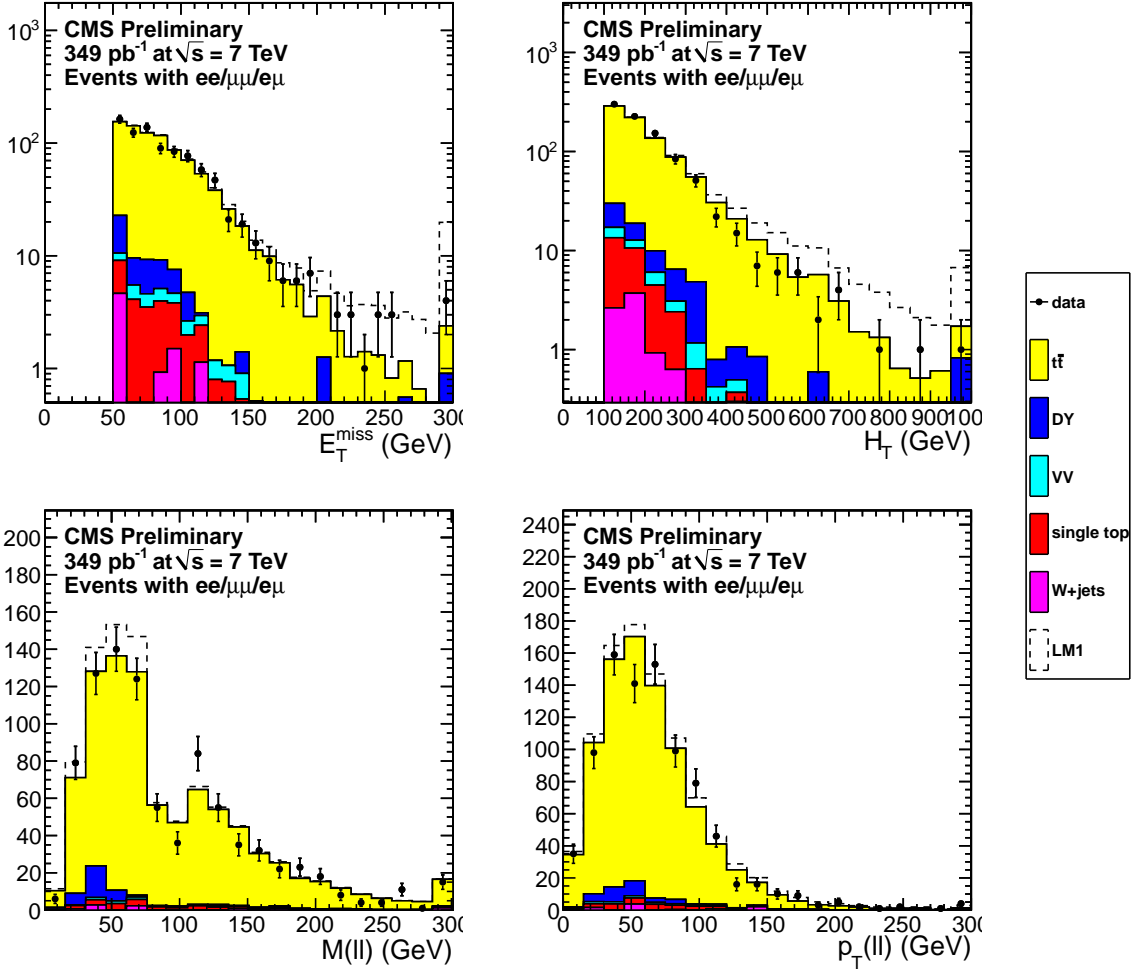 CMS Preliminary
349 pb⁻¹ at √s = 7 TeV
Events with ee/μμ/eμ
10³
10²
10
1
0 50 100 150 200 250 300
E_T^miss (GeV)
CMS Preliminary
349 pb⁻¹ at √s = 7 TeV
Events with ee/μμ/eμ
10³
10²
10
1
0 100 200 300 400 500 600 700 800 900 1000
H_T (GeV)
data
tt̄
DY
VV
single top
W+jets
LM1
CMS Preliminary
349 pb⁻¹ at √s = 7 TeV
Events with ee/μμ/eμ
200
180
160
140
120
100
80
60
40
20
0
0 50 100 150 200 250 300
M(ll) (GeV)
CMS Preliminary
349 pb⁻¹ at √s = 7 TeV
Events with ee/μμ/eμ
240
220
200
180
160
140
120
100
80
60
40
20
0
0 50 100 150 200 250 300
p_T(ll) (GeV)